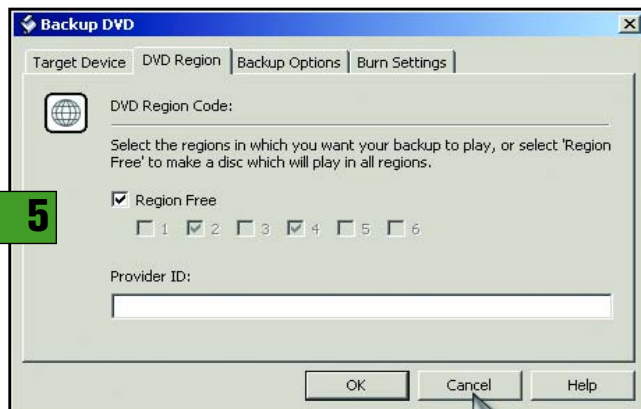 Backup DVD
Target Device DVD Region Backup Options Burn Settings
DVD Region Code:
Select the regions in which you want your backup to play, or select 'Region
Free' to make a disc which will play in all regions.
5
Region Free
1 2 3 4 5 6
Provider ID:
OK Cancel Help